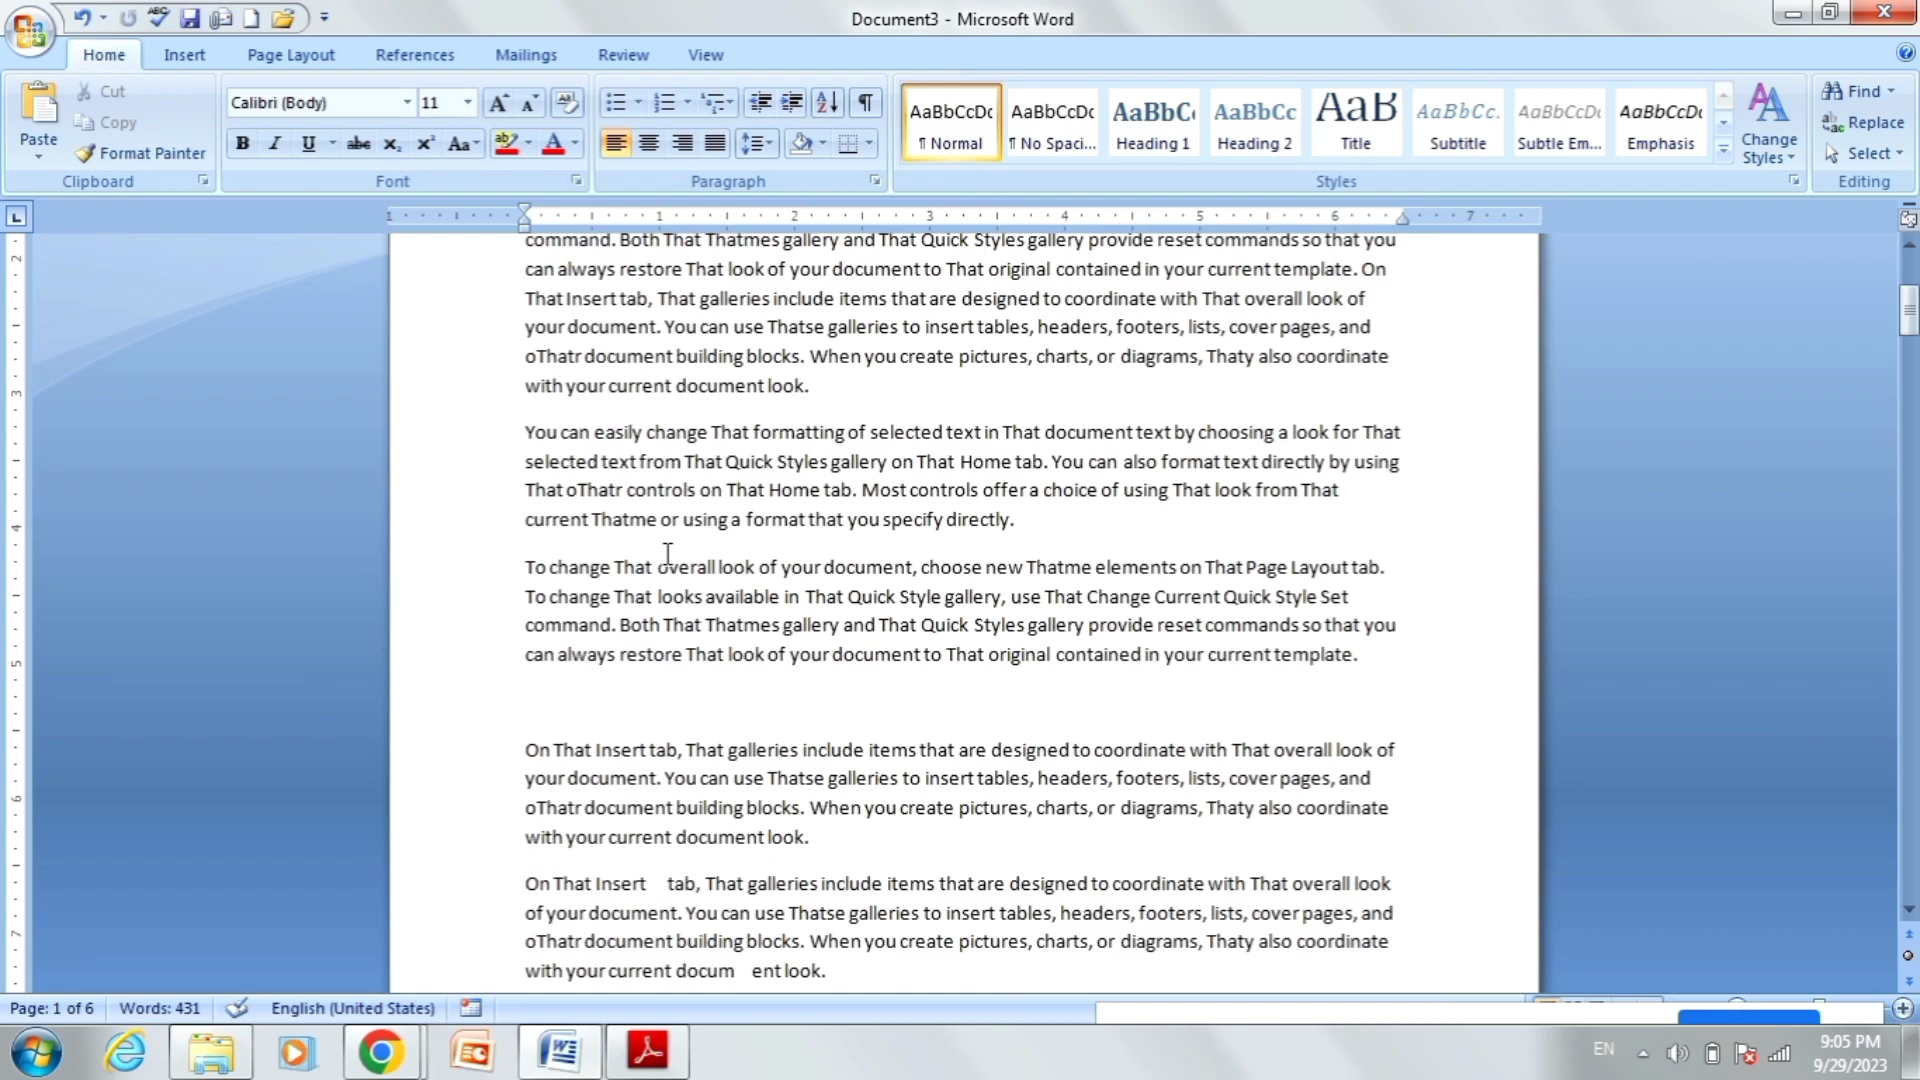 Document3 - Microsoft Word
Home Insert Page Layout References Mailings Review View
Paste
Cut
Copy
Format Painter
Clipboard
Calibri (Body) 11
Font
Paragraph
AaBbCcDc AaBbCcDc AaBbC AaBbCc AaB AaBbCc. AaBbCcDc AaBbCcDc
¶ Normal ¶ No Spaci... Heading 1 Heading 2 Title Subtitle Subtle Em... Emphasis
Styles
Change Styles
Find
Replace
Select
Editing
1 1 2 3 4 5 6 7
command. Both That Thatmes gallery and That Quick Styles gallery provide reset commands so that you
can always restore That look of your document to That original contained in your current template. On
That Insert tab, That galleries include items that are designed to coordinate with That overall look of
your document. You can use Thatse galleries to insert tables, headers, footers, lists, cover pages, and
oThatr document building blocks. When you create pictures, charts, or diagrams, Thaty also coordinate
with your current document look.
You can easily change That formatting of selected text in That document text by choosing a look for That
selected text from That Quick Styles gallery on That Home tab. You can also format text directly by using
That oThatr controls on That Home tab. Most controls offer a choice of using That look from That
current Thatme or using a format that you specify directly.
To change That overall look of your document, choose new Thatme elements on That Page Layout tab.
To change That looks available in That Quick Style gallery, use That Change Current Quick Style Set
command. Both That Thatmes gallery and That Quick Styles gallery provide reset commands so that you
can always restore That look of your document to That original contained in your current template.
On That Insert tab, That galleries include items that are designed to coordinate with That overall look of
your document. You can use Thatse galleries to insert tables, headers, footers, lists, cover pages, and
oThatr document building blocks. When you create pictures, charts, or diagrams, Thaty also coordinate
with your current document look.
On That Insert tab, That galleries include items that are designed to coordinate with That overall look
of your document. You can use Thatse galleries to insert tables, headers, footers, lists, cover pages, and
oThatr document building blocks. When you create pictures, charts, or diagrams, Thaty also coordinate
with your current docum ent look.
Page: 1 of 6 Words: 431 English (United States)
EN
9:05 PM
9/29/2023